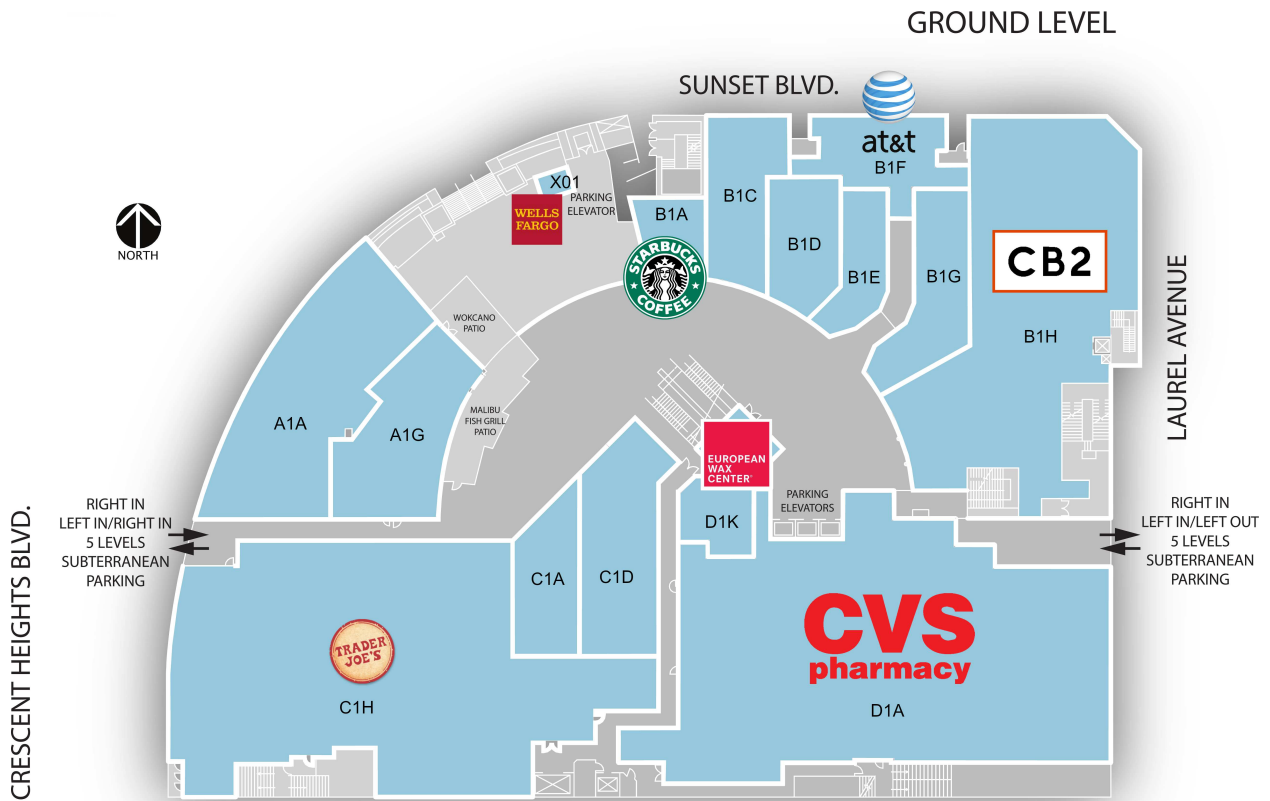 GROUND LEVEL
SUNSET BLVD.
at&t
B1F
X01
PARKING
ELEVATOR
WELLS
FARGO
B1A
B1C
B1D
B1E
B1G
CB2
B1H
STARBUCKS
COFFEE
NORTH
WOKCANO
PATIO
MALIBU
FISH GRILL
PATIO
A1A
A1G
LAUREL AVENUE
EUROPEAN
WAX
CENTER
PARKING
ELEVATORS
D1K
RIGHT IN
LEFT IN/RIGHT IN
5 LEVELS
SUBTERRANEAN
PARKING
RIGHT IN
LEFT IN/LEFT OUT
5 LEVELS
SUBTERRANEAN
PARKING
C1A
C1D
CRESCENT HEIGHTS BLVD.
TRADER
JOE'S
C1H
CVS
pharmacy
D1A